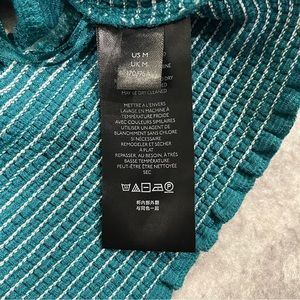 US M
UK M
MAY BE DRY CLEANED
METTRE À L'ENVERS
LAVAGE EN MACHINE À
TEMPÉRATURE FROIDE
AVEC COULEURS SIMILAIRES
UTILISER UN AGENT DE
BLANCHIMENT SANS CHLORE
SI NÉCESSAIRE
REMODELER ET SÉCHER
À PLAT
REPASSER, AU BESOIN, À TRÈS
BASSE TEMPÉRATURE
PEUT-ÊTRE ÊTRE NETTOYÉE
SEC